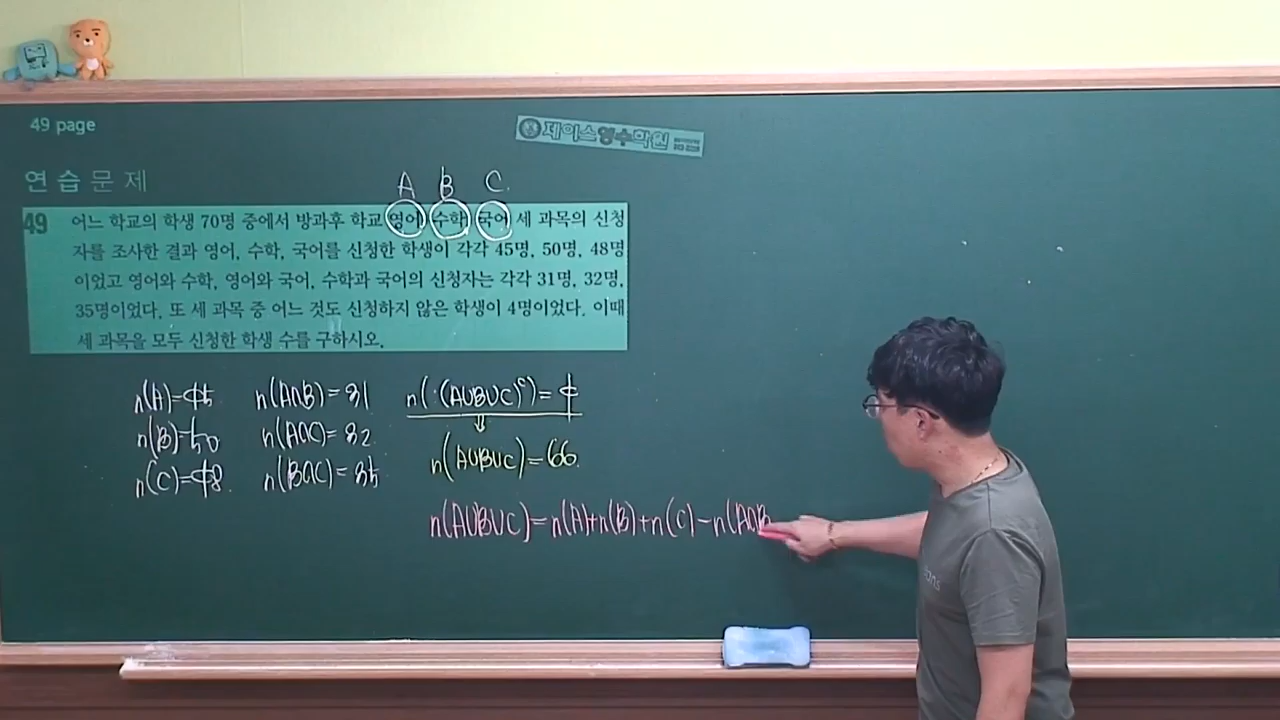 49 page
제이스영수학원
연습문제
A B C
49 어느 학교의 학생 70명 중에서 방과후 학교 영어, 수학, 국어 세 과목의 신청
자를 조사한 결과 영어, 수학, 국어를 신청한 학생이 각각 45명, 50명, 48명
이었고 영어와 수학, 영어와 국어, 수학과 국어의 신청자는 각각 31명, 32명,
35명이었다. 또 세 과목 중 어느 것도 신청하지 않은 학생이 4명이었다. 이때
세 과목을 모두 신청한 학생 수를 구하시오.
n(A)=45 n(A∩B)=31 n((A∪B∪C)ᶜ)=4
n(B)=50 n(A∩C)=32 ⇓
n(C)=48 n(B∩C)=35 n(A∪B∪C)=66
n(A∪B∪C)=n(A)+n(B)+n(C)-n(A∩B